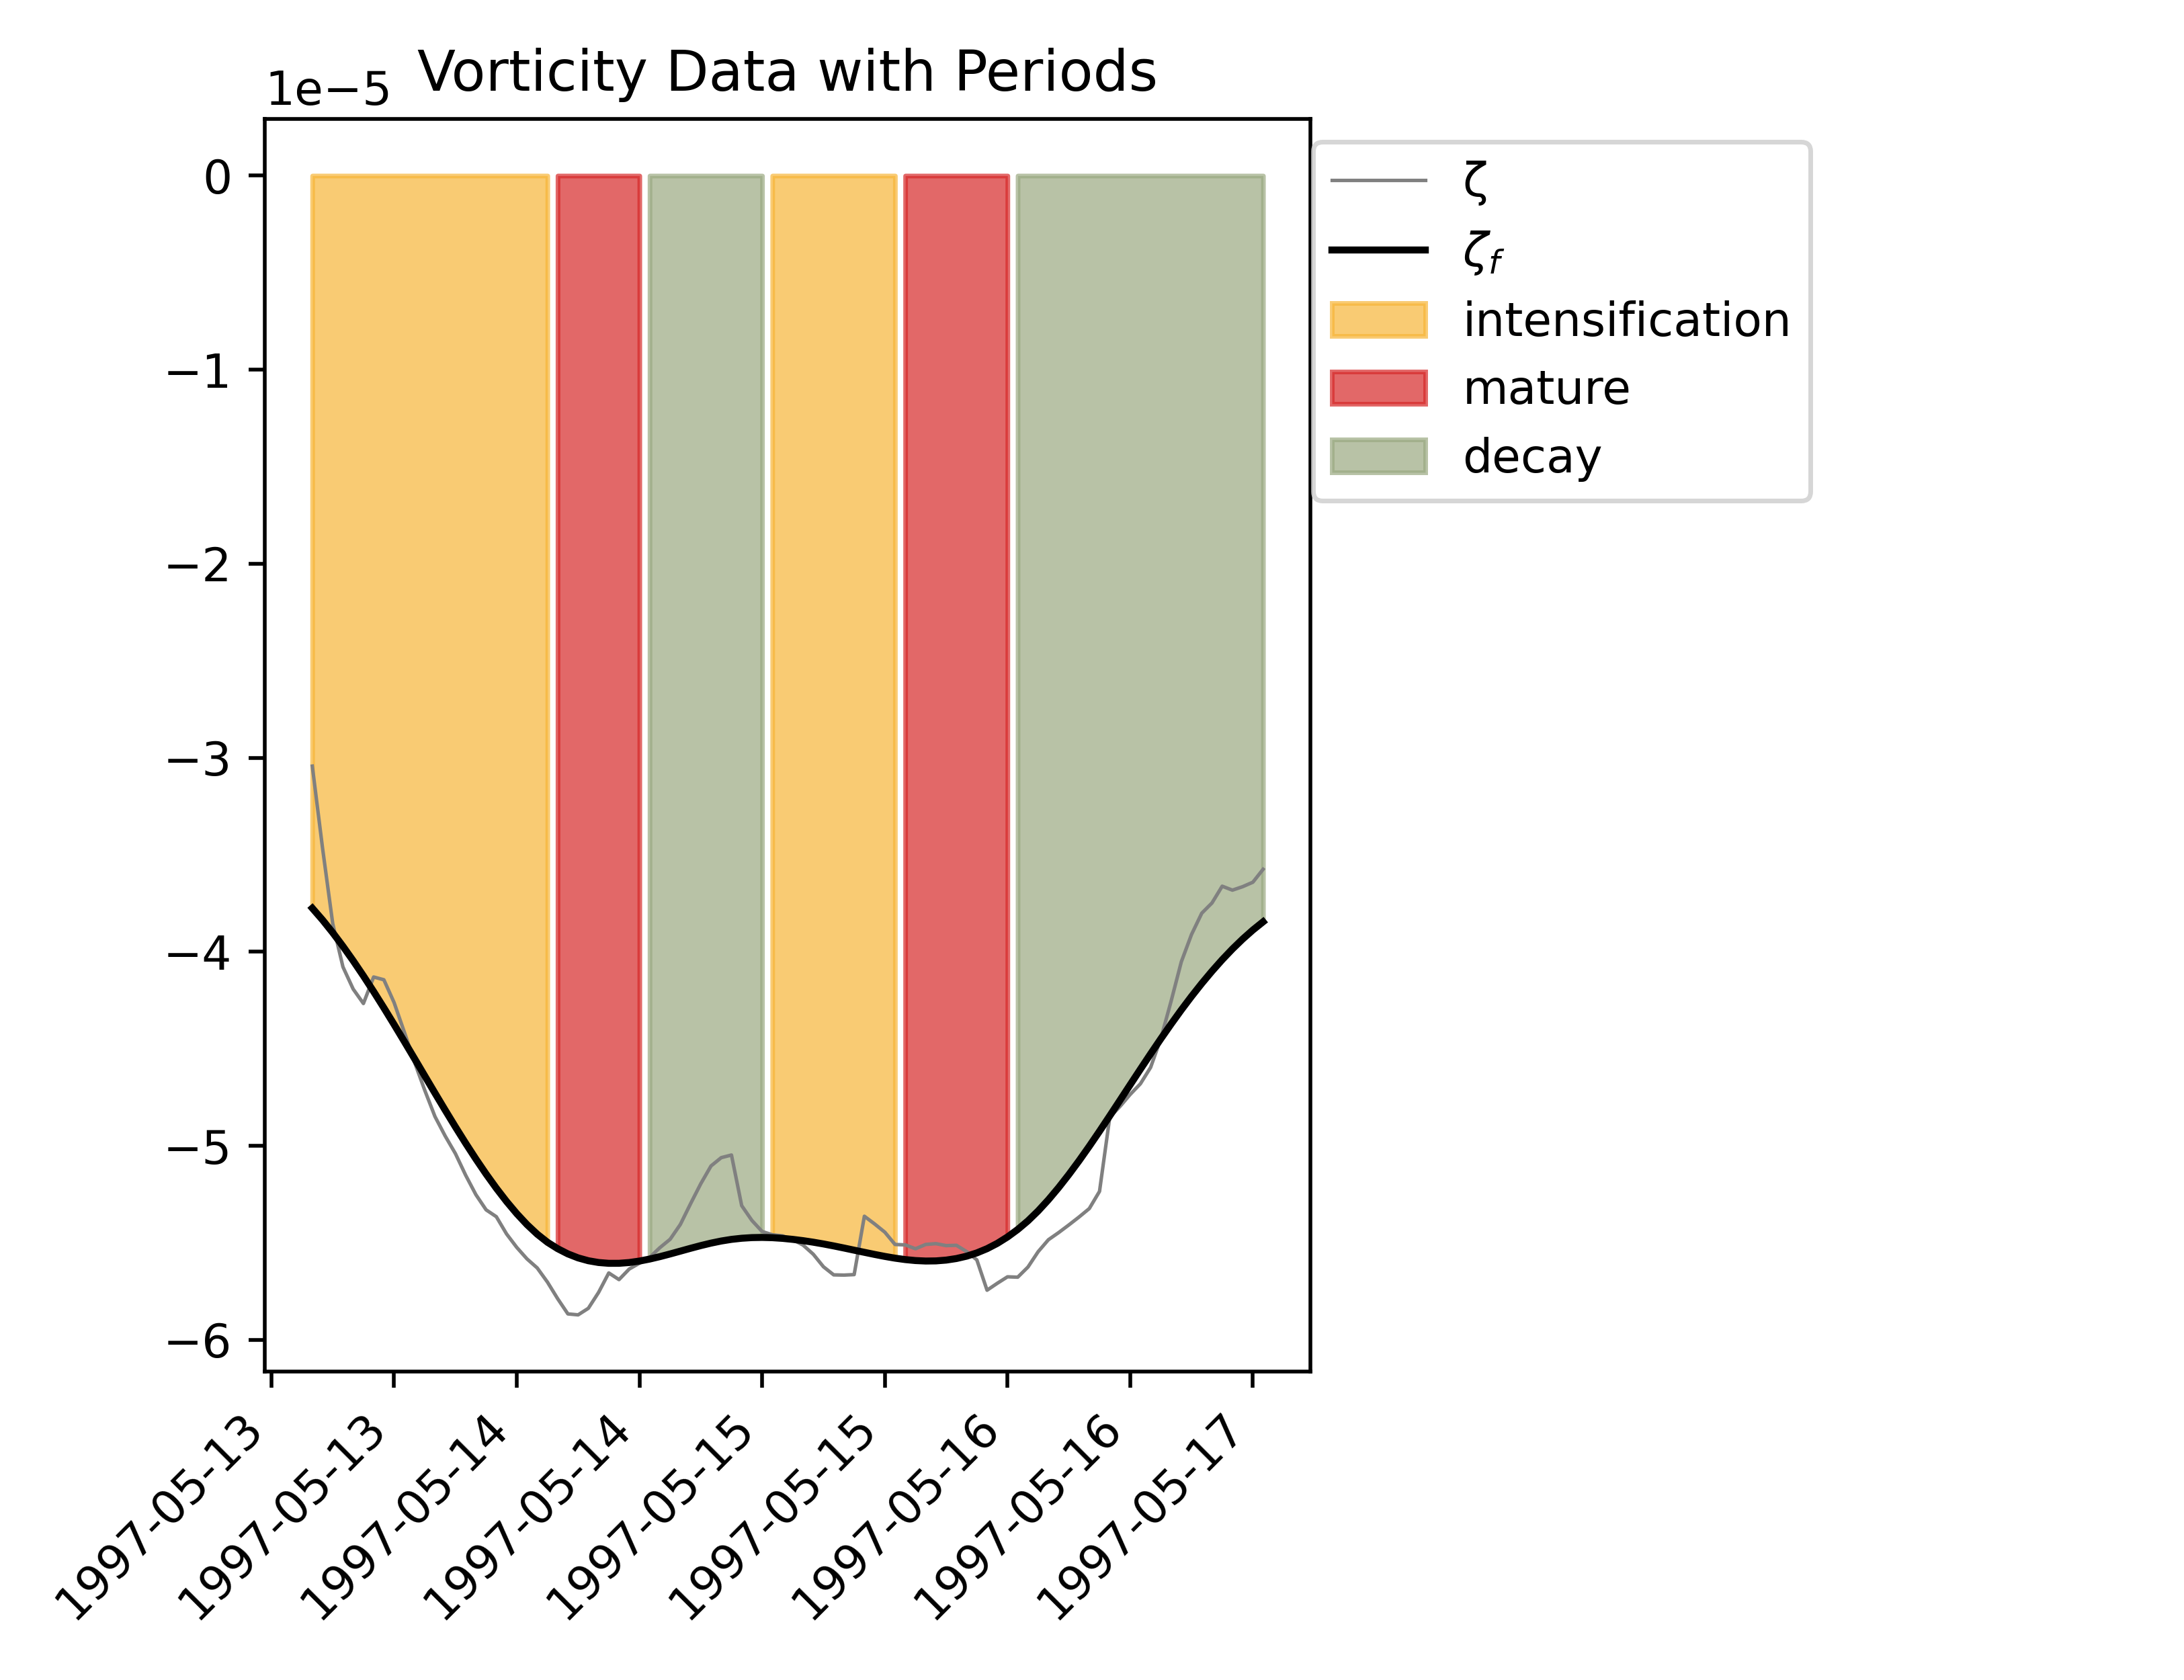 Vorticity Data with Periods
1e−5
0
−1
−2
−3
−4
−5
−6
ζ
ζf
intensification
mature
decay
1997-05-13
1997-05-13
1997-05-14
1997-05-14
1997-05-15
1997-05-15
1997-05-16
1997-05-16
1997-05-17